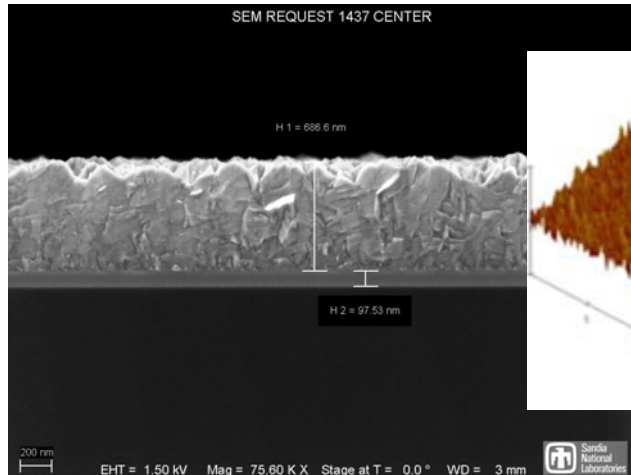 SEM REQUEST 1437 CENTER
H 1 = 686.6 nm
H 2 = 97.53 nm
200 nm
EHT = 1.50 kV Mag = 75.60 K X Stage at T = 0.0 ° WD = 3 mm
Sandia
National
Laboratories